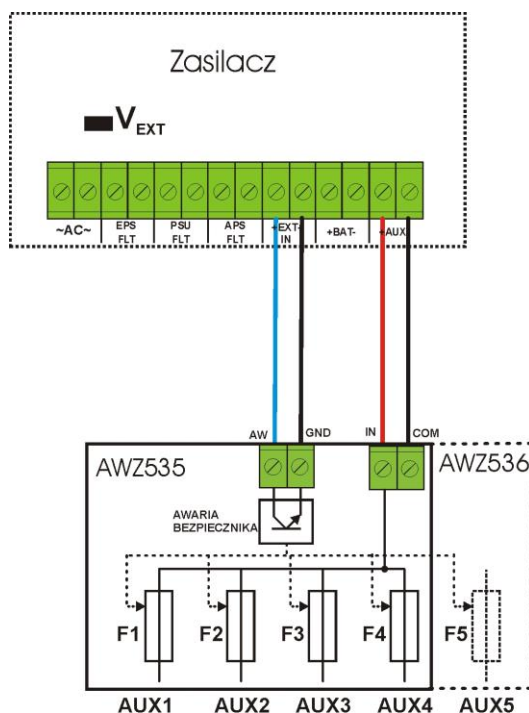 Zasilacz
V EXT
~AC~ EPS FLT PSU FLT APS FLT +EXT- IN +BAT- +AUX
AW GND IN COM
AWZ535 AWZ536
AWARIA
BEZPIECZNIKA
F1 F2 F3 F4 F5
AUX1 AUX2 AUX3 AUX4 AUX5